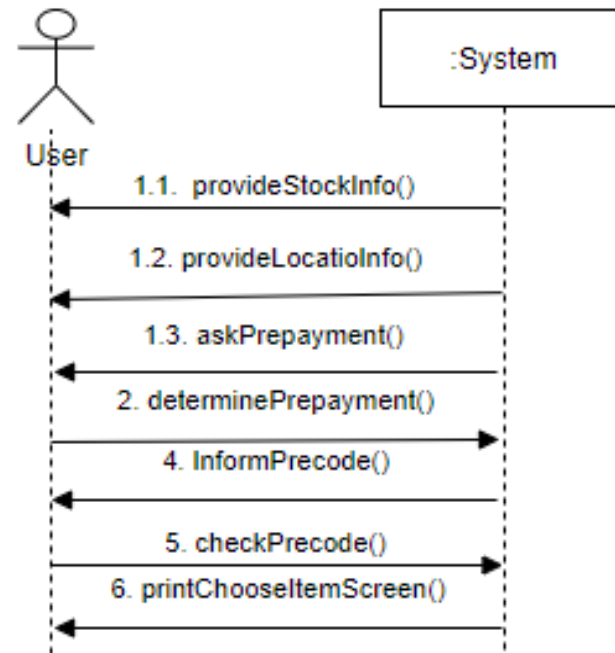 :System
User
1.1. provideStockInfo()
1.2. provideLocatioInfo()
1.3. askPrepayment()
2. determinePrepayment()
4. InformPrecode()
5. checkPrecode()
6. printChooseItemScreen()